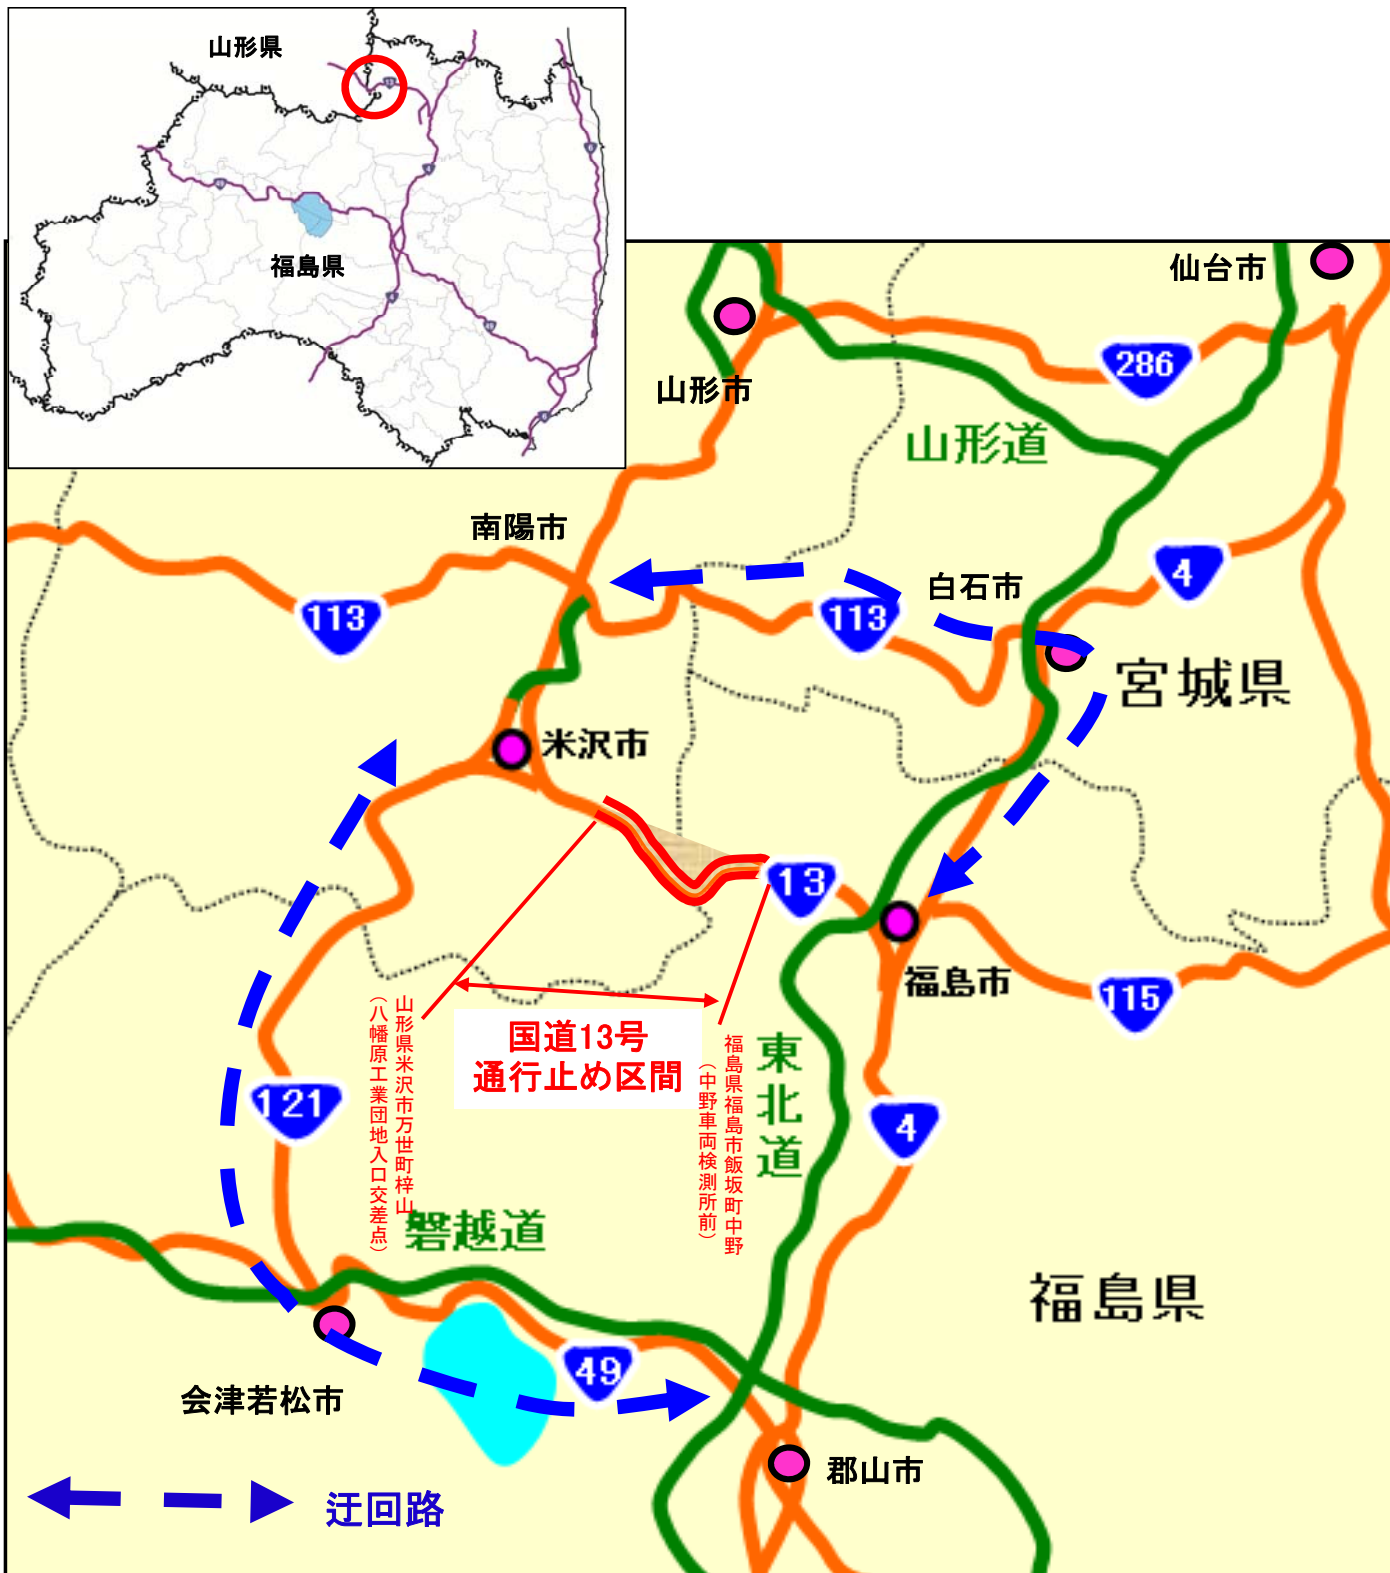 山形県
福島県
仙台市
286
山形市
山形道
南陽市
4
白石市
113
113
宮城県
米沢市
13
福島市
115
山形県米沢市万世町梓山
（八幡原工業団地入口交差点）
国道13号
通行止め区間
福島県福島市飯坂町中野
（中野車両検測所前）
東北道
121
4
磐越道
福島県
49
会津若松市
郡山市
迂回路